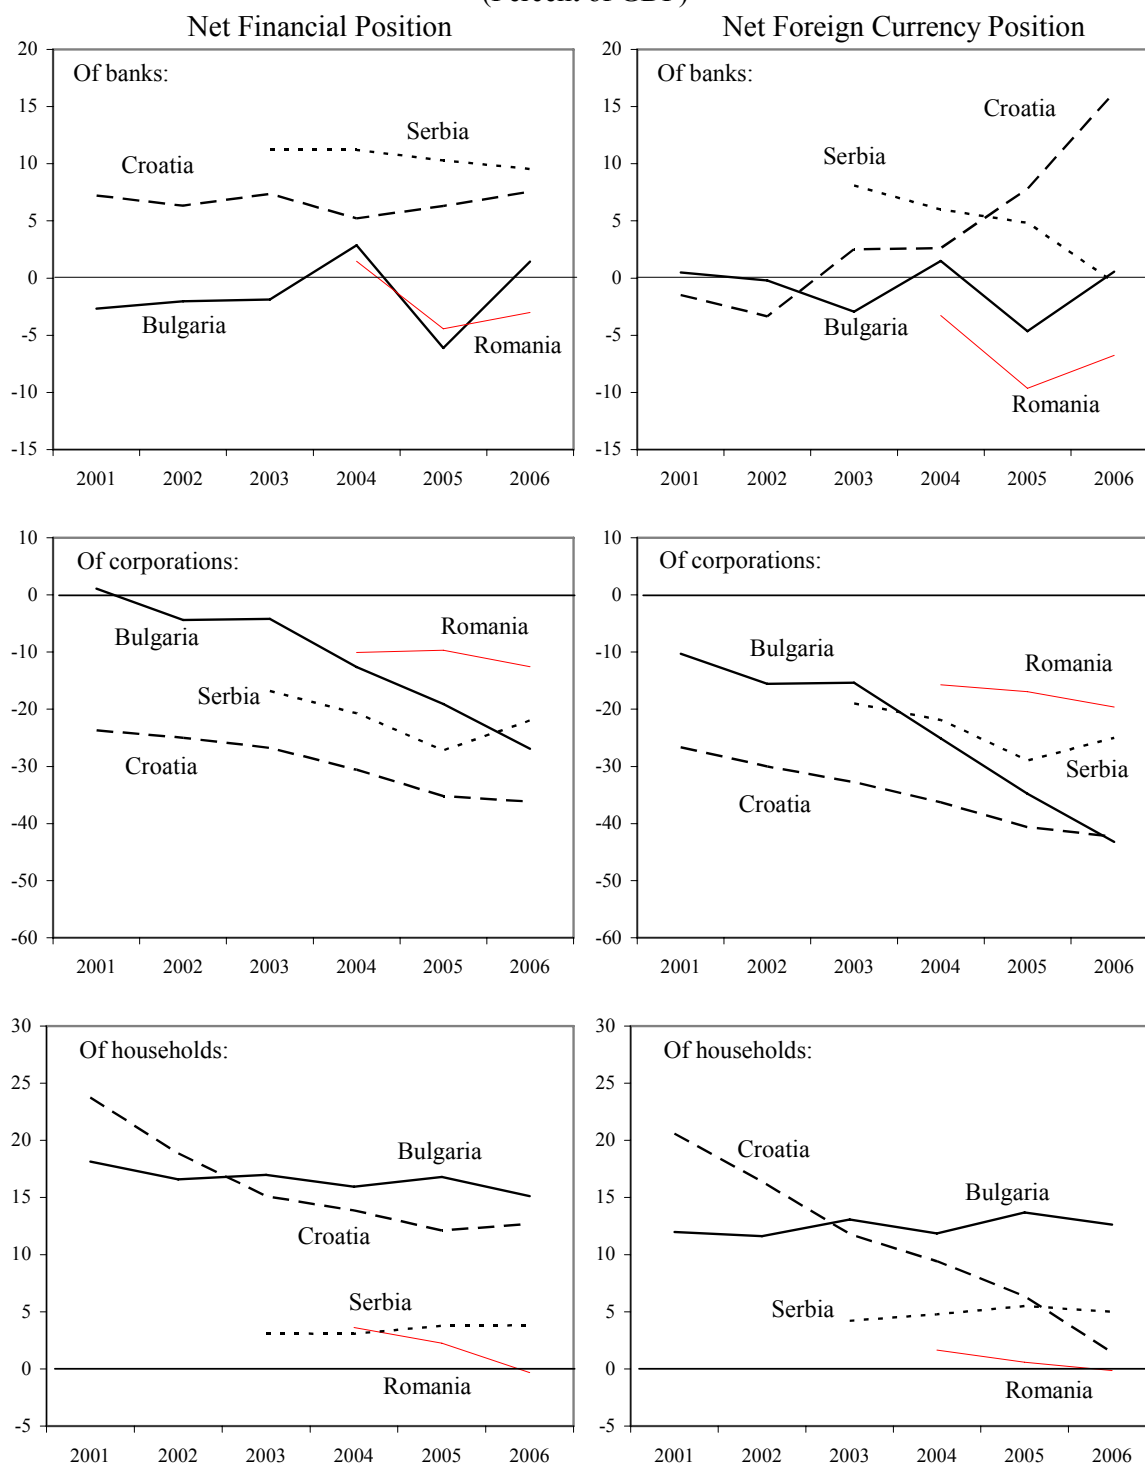 (Percent of GDP)
Net Financial Position
Net Foreign Currency Position
20
Of banks:
15
Serbia
10
Croatia
5
0
Bulgaria
-5
Romania
-10
-15
2001 2002 2003 2004 2005 2006
20
Of banks:
15
Croatia
Serbia
10
5
0
Bulgaria
-5
-10
Romania
-15
2001 2002 2003 2004 2005 2006
10
Of corporations:
0
Bulgaria
Romania
-10
Serbia
-20
Croatia
-30
-40
-50
-60
2001 2002 2003 2004 2005 2006
10
Of corporations:
0
Bulgaria
-10
Romania
-20
Serbia
-30
Croatia
-40
-50
-60
2001 2002 2003 2004 2005 2006
30
Of households:
25
20
Bulgaria
15
Croatia
10
Serbia
5
0
Romania
-5
2001 2002 2003 2004 2005 2006
30
Of households:
25
20
Croatia
Bulgaria
15
10
Serbia
5
0
Romania
-5
2001 2002 2003 2004 2005 2006